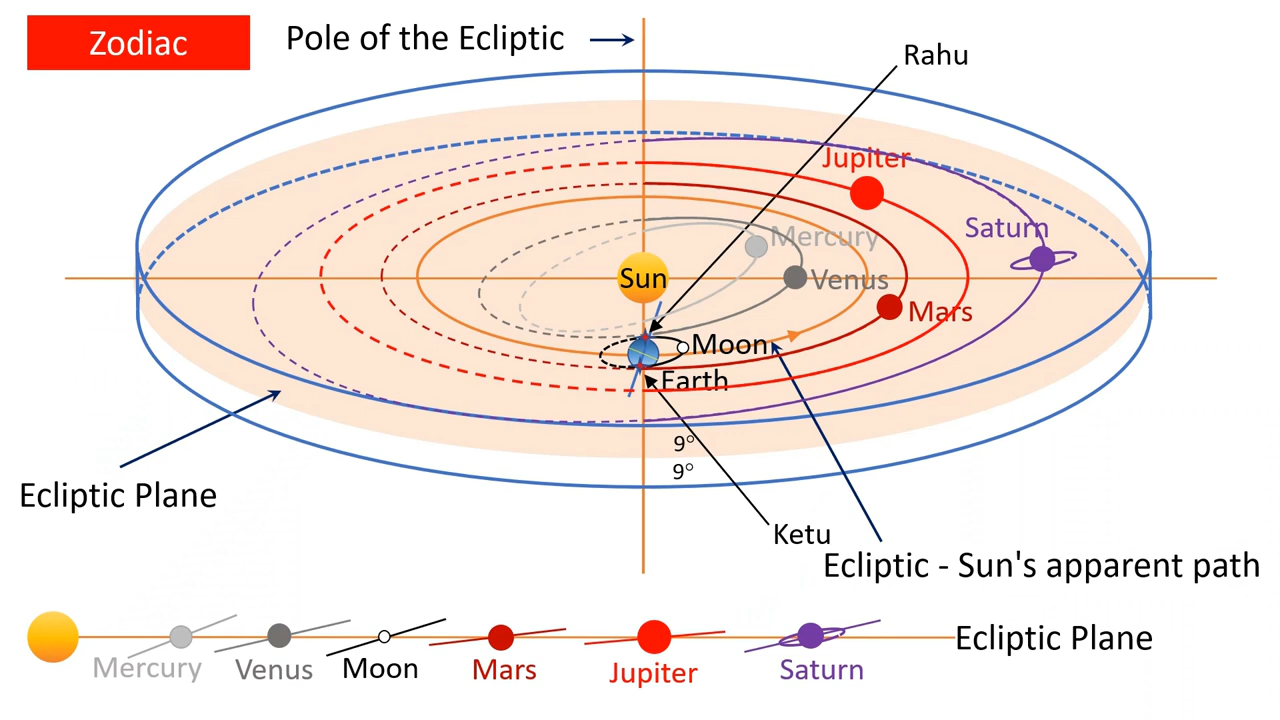 Zodiac
Pole of the Ecliptic
Rahu
Jupiter
Saturn
Mercury
Sun
Venus
Mars
Moon
Earth
9°
9°
Ecliptic Plane
Ketu
Ecliptic - Sun's apparent path
Ecliptic Plane
Mercury
Venus
Moon
Mars
Jupiter
Saturn